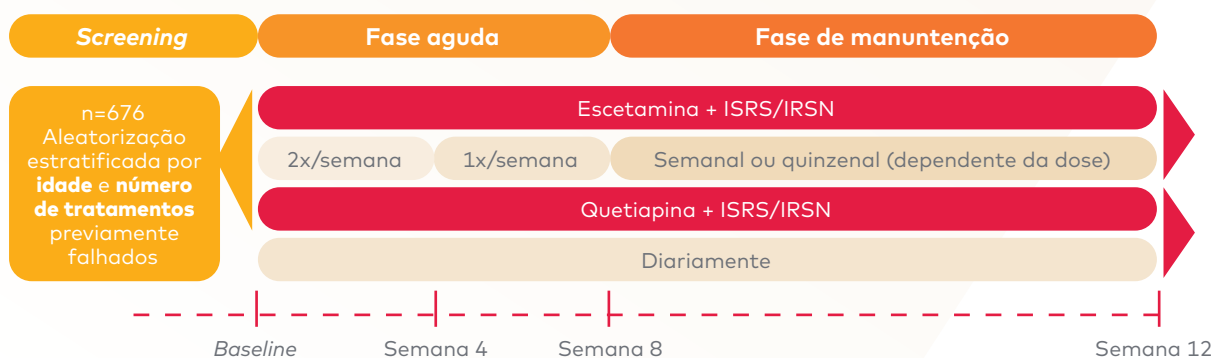 Screening
Fase aguda
Fase de manuntenção
n=676
Aleatorização
estratificada por
idade e número
de tratamentos
previamente
falhados
Escetamina + ISRS/IRSN
2x/semana
1x/semana
Semanal ou quinzenal (dependente da dose)
Quetiapina + ISRS/IRSN
Diariamente
Baseline
Semana 4
Semana 8
Semana 12